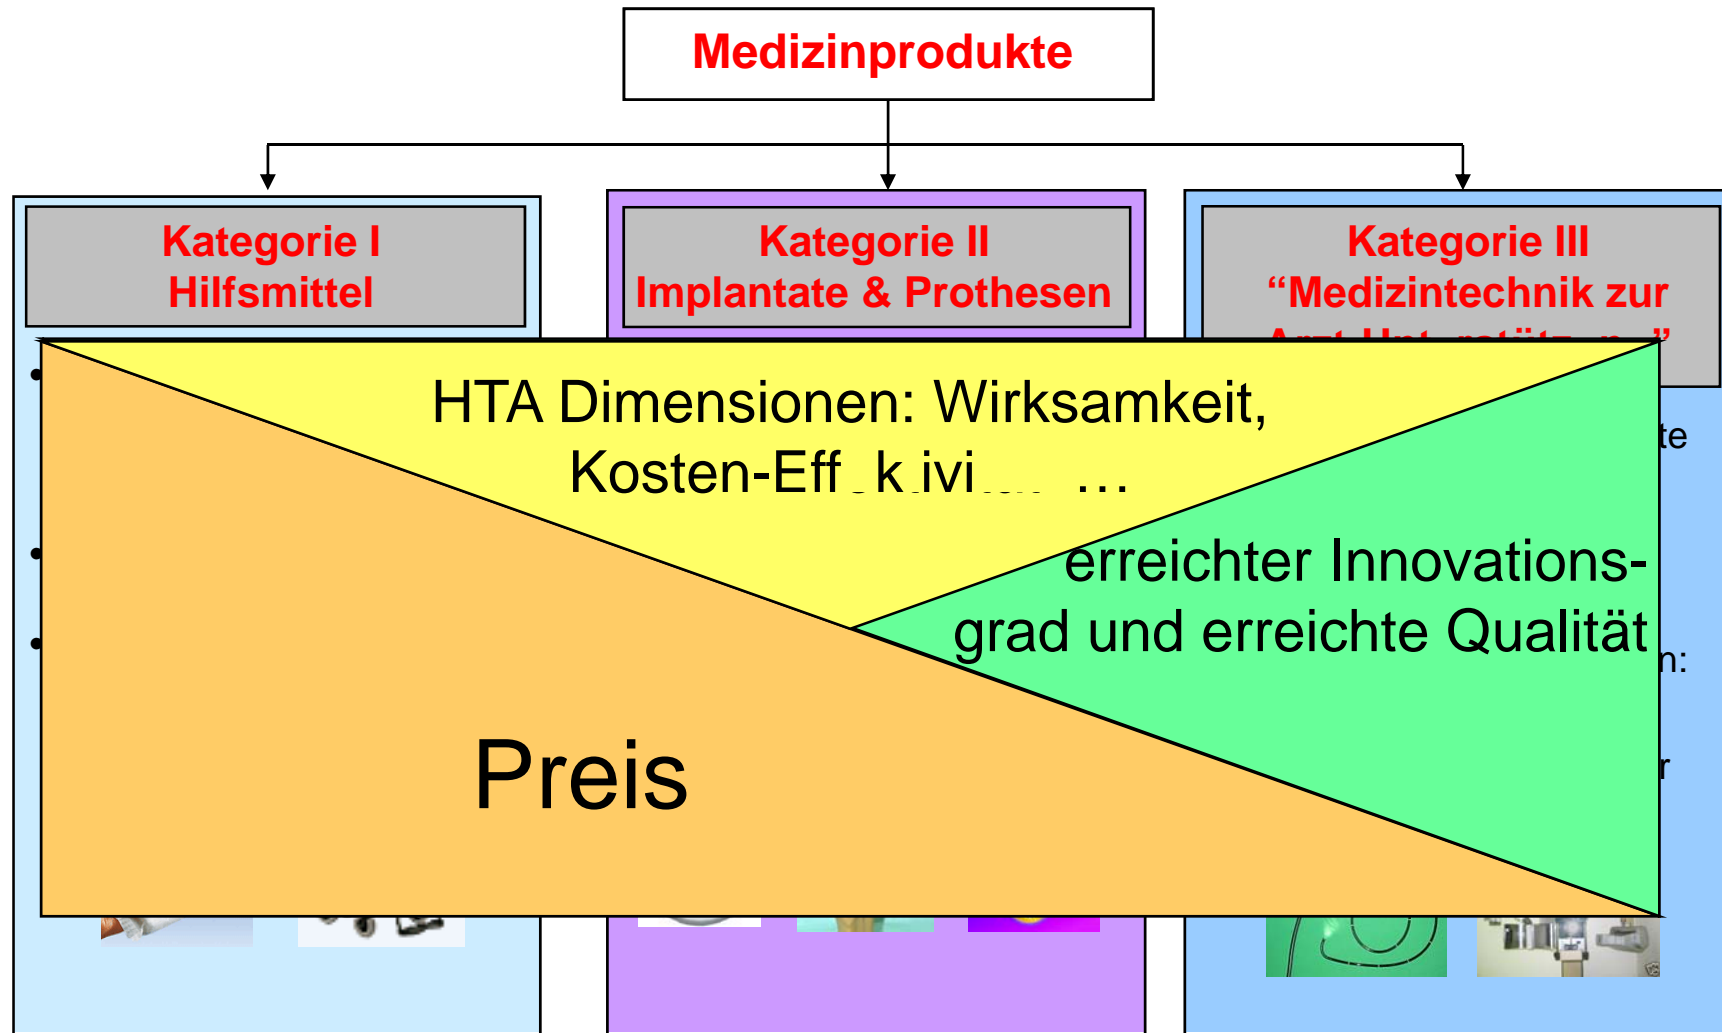 Medizinprodukte
Kategorie I
Hilfsmittel
Kategorie II
Implantate & Prothesen
Kategorie III
“Medizintechnik zur
HTA Dimensionen: Wirksamkeit,
…
te
erreichter Innovations-
grad und erreichte Qualität
n:
r
Preis